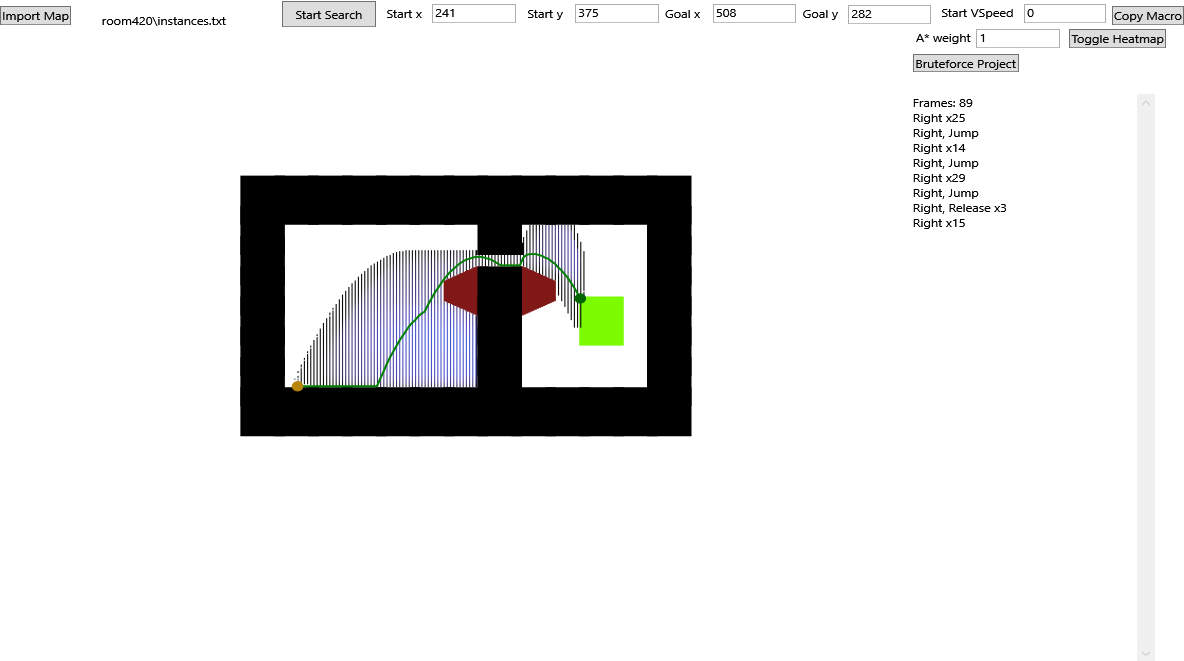 Import Map
room420\instances.txt
Start Search
Start x 241
Start y 375
Goal x 508
Goal y 282
Start VSpeed 0
Copy Macro
A* weight 1
Toggle Heatmap
Bruteforce Project
Frames: 89
Right x25
Right, Jump
Right x14
Right, Jump
Right x29
Right, Jump
Right, Release x3
Right x15